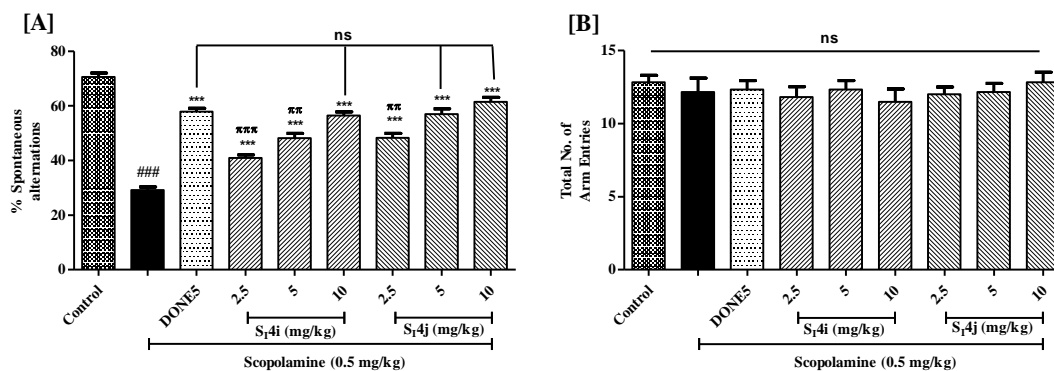 [A]
ns
80
60
40
20
0
% Spontaneous
alternations
###
***
πππ
***
ππ
***
***
ππ
***
***
***
Control
DONE5
2.5
5
10
2.5
5
10
S₁4i (mg/kg)
S₁4j (mg/kg)
Scopolamine (0.5 mg/kg)
[B]
ns
15
10
5
0
Total No. of
Arm Entries
Control
DONE5
2.5
5
10
2.5
5
10
S₁4i (mg/kg)
S₁4j (mg/kg)
Scopolamine (0.5 mg/kg)